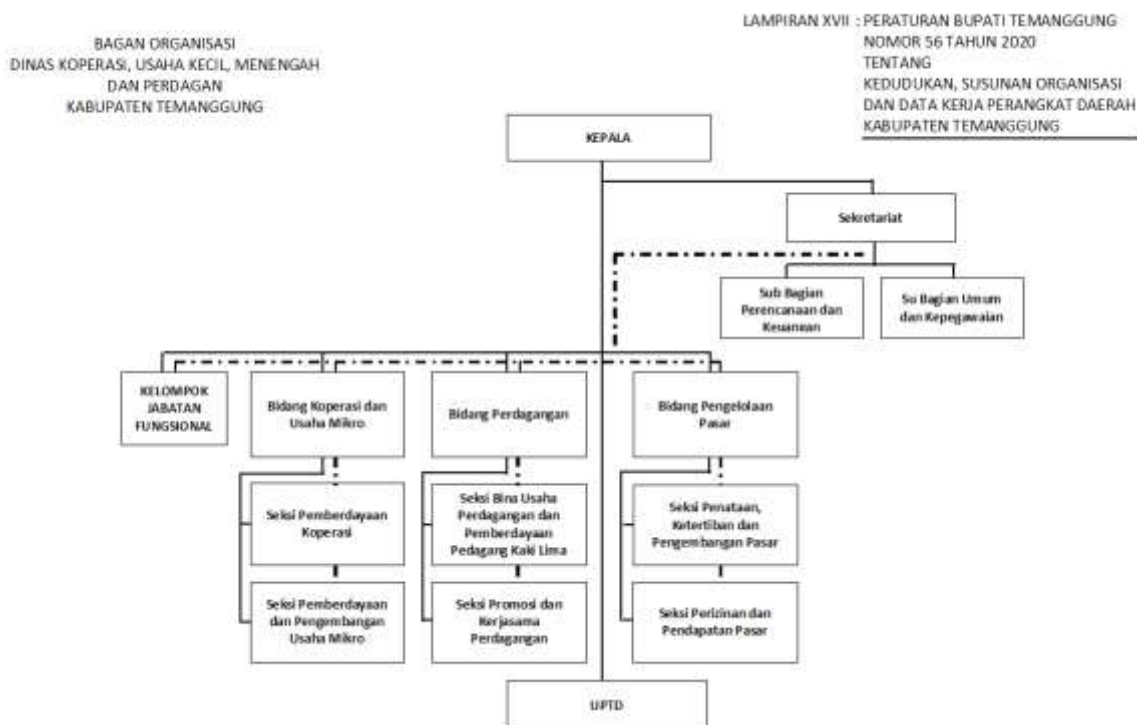 BAGAN ORGANISASI
DINAS KOPERASI, USAHA KECIL, MENENGAH
DAN PERDAGAN
KABUPATEN TEMANGGUNG
LAMPIRAN XVII : PERATURAN BUPATI TEMANGGUNG
NOMOR 56 TAHUN 2020
TENTANG
KEDUDUKAN, SUSUNAN ORGANISASI
DAN DATA KERJA PERANGKAT DAERAH
KABUPATEN TEMANGGUNG
KEPALA
Sekretariat
Sub Bagian
Perencanaan dan
Keuangan
Su Bagian Umum
dan Kepegawaian
KELOMPOK
JABATAN
FUNGSIONAL
Bidang Koperasi dan
Usaha Mikro
Bidang Perdagangan
Bidang Pengelolaan
Pasar
Seksi Pemberdayaan
Koperasi
Seksi Bina Usaha
Perdagangan dan
Pemberdayaan
Pedagang Kaki Lima
Seksi Penataan,
Ketertiban dan
Pengembangan Pasar
Seksi Pemberdayaan
dan Pengembangan
Usaha Mikro
Seksi Promosi dan
Kerjasama
Perdagangan
Seksi Perizinan dan
Pendapatan Pasar
UPTD